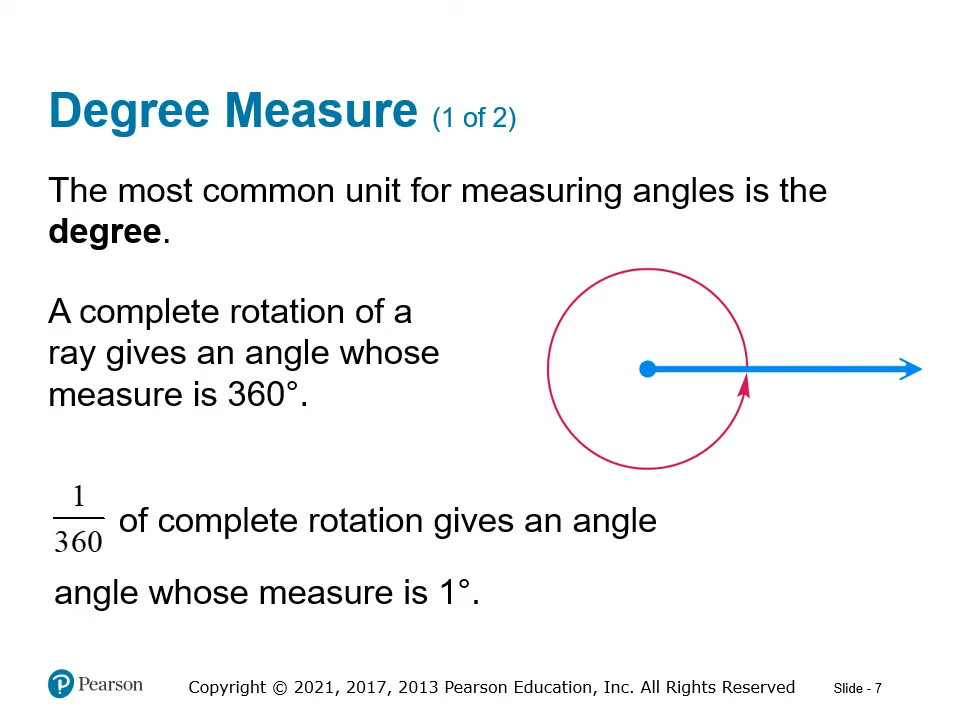 Degree Measure (1 of 2)
The most common unit for measuring angles is the
degree.
A complete rotation of a
ray gives an angle whose
measure is 360°.
1
360
of complete rotation gives an angle
angle whose measure is 1°.
Pearson
Copyright © 2021, 2017, 2013 Pearson Education, Inc. All Rights Reserved
Slide - 7